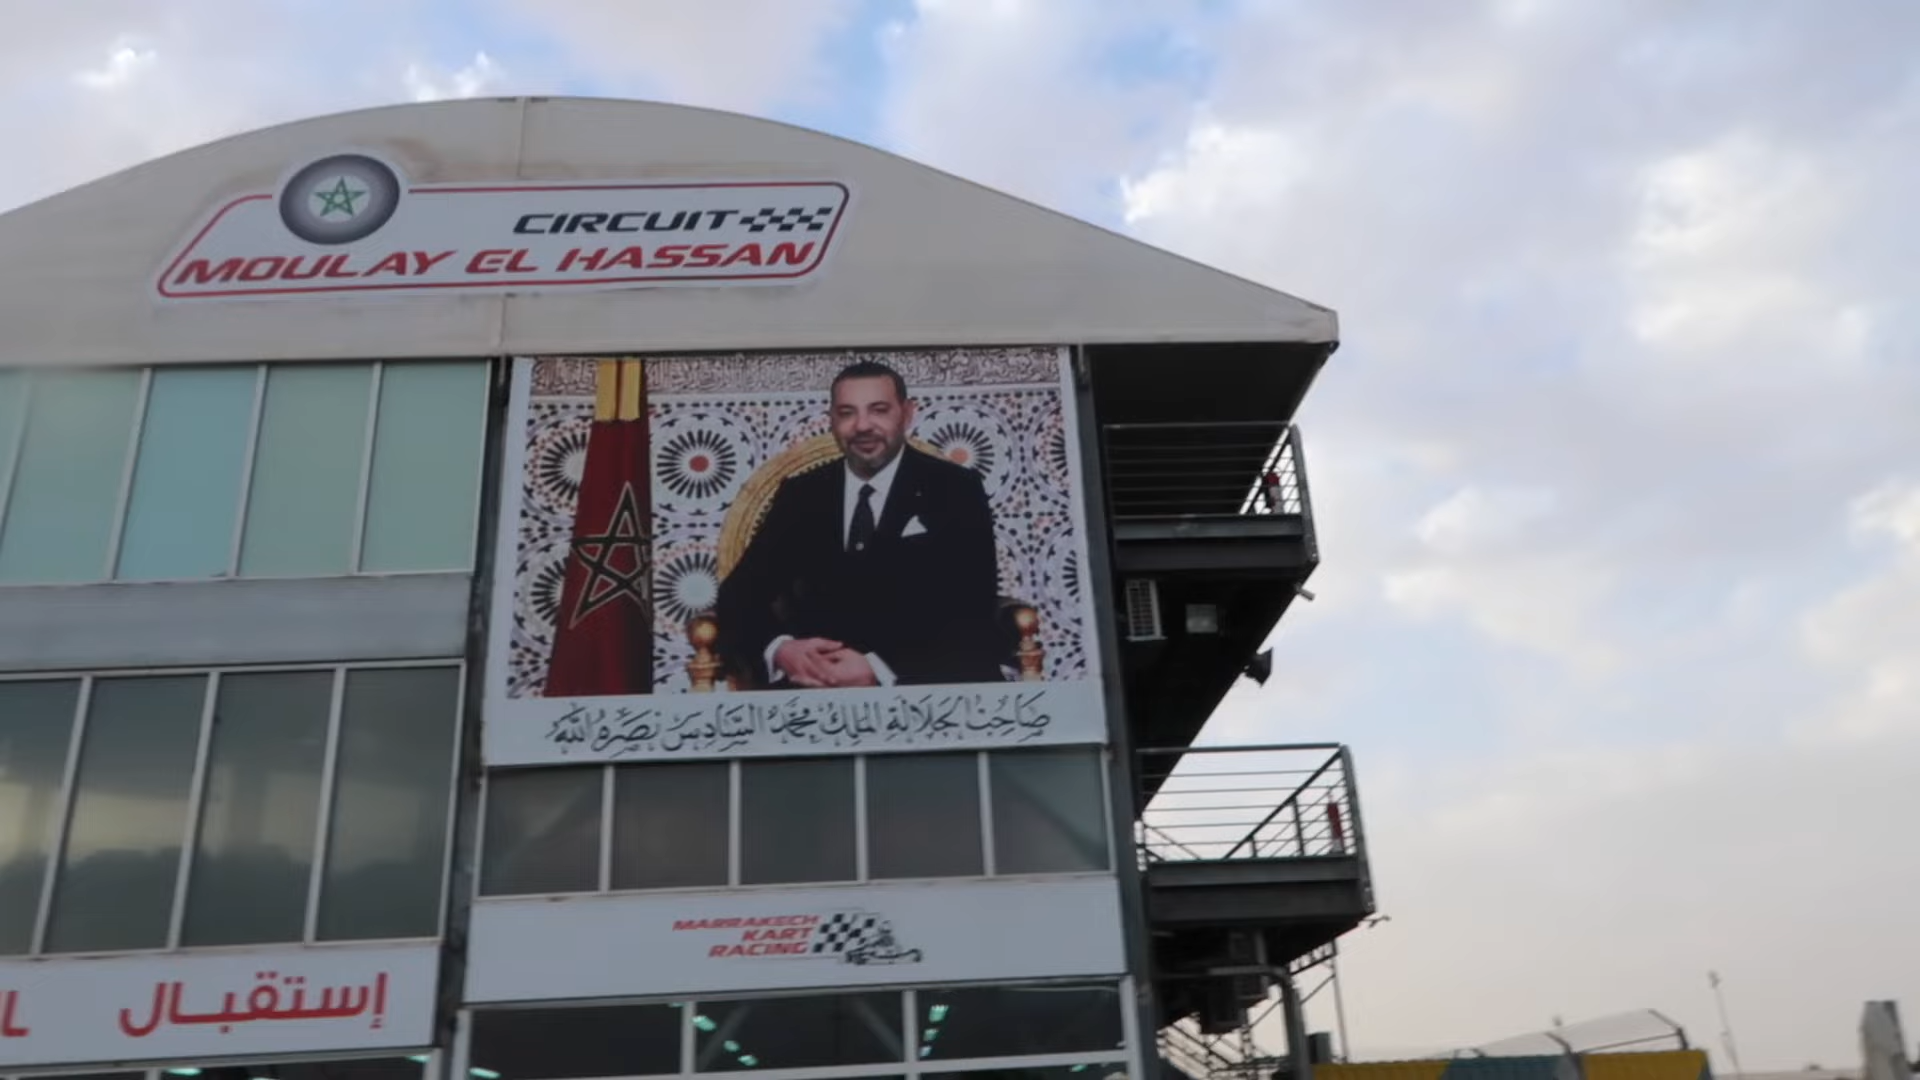 CIRCUIT
MOULAY EL HASSAN
صاحب الجلالة الملك محمد السادس نصره الله
MARRAKECH
KART
RACING
إستقبال